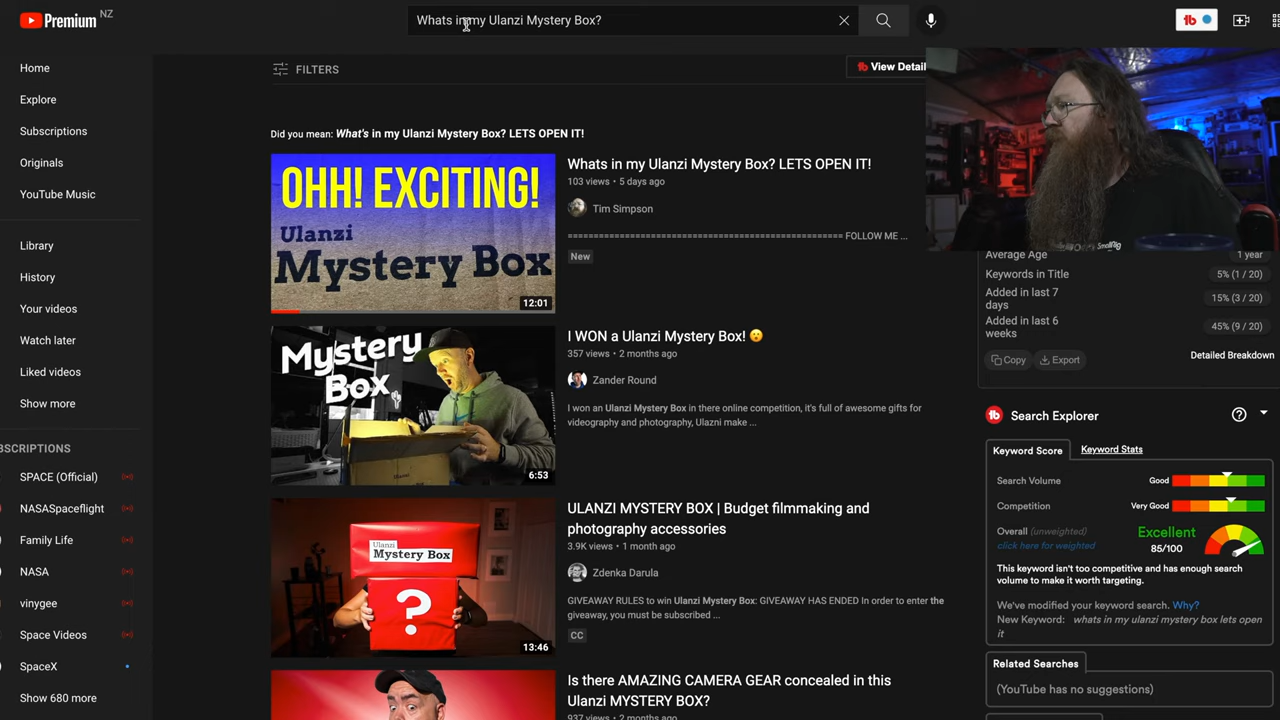 Premium NZ
Whats in my Ulanzi Mystery Box?
Home
Explore
Subscriptions
Originals
YouTube Music
Library
History
Your videos
Watch later
Liked videos
Show more
BSCRIPTIONS
SPACE (Official)
NASASpaceflight
Family Life
NASA
vinygee
Space Videos
SpaceX
Show 680 more
FILTERS
tb View Detail
Did you mean: What's in my Ulanzi Mystery Box? LETS OPEN IT!
OHH! EXCITING!
Ulanzi
Mystery Box
12:01
Whats in my Ulanzi Mystery Box? LETS OPEN IT!
103 views • 5 days ago
Tim Simpson
===================================================== FOLLOW ME ...
New
Mystery
Box
6:53
I WON a Ulanzi Mystery Box! 😮
357 views • 2 months ago
Zander Round
I won an Ulanzi Mystery Box in there online competition, it's full of awesome gifts for
videography and photography, Ulazni make ...
Ulanzi
Mystery Box
?
13:46
ULANZI MYSTERY BOX | Budget filmmaking and
photography accessories
3.9K views • 1 month ago
Zdenka Darula
GIVEAWAY RULES to win Ulanzi Mystery Box: GIVEAWAY HAS ENDED In order to enter the
giveaway, you must be subscribed ...
CC
Is there AMAZING CAMERA GEAR concealed in this
Ulanzi MYSTERY BOX?
937 views • 2 months ago
tb
SmallRig
Average Age 1 year
Keywords in Title 5% (1 / 20)
Added in last 7
days 15% (3 / 20)
Added in last 6
weeks 45% (9 / 20)
Copy Export Detailed Breakdown
tb Search Explorer
Keyword Score Keyword Stats
Search Volume Good
Competition Very Good
Overall (unweighted) Excellent
click here for weighted 85/100
This keyword isn't too competitive and has enough search
volume to make it worth targeting.
We've modified your keyword search. Why?
New Keyword: whats in my ulanzi mystery box lets open
it
Related Searches
(YouTube has no suggestions)